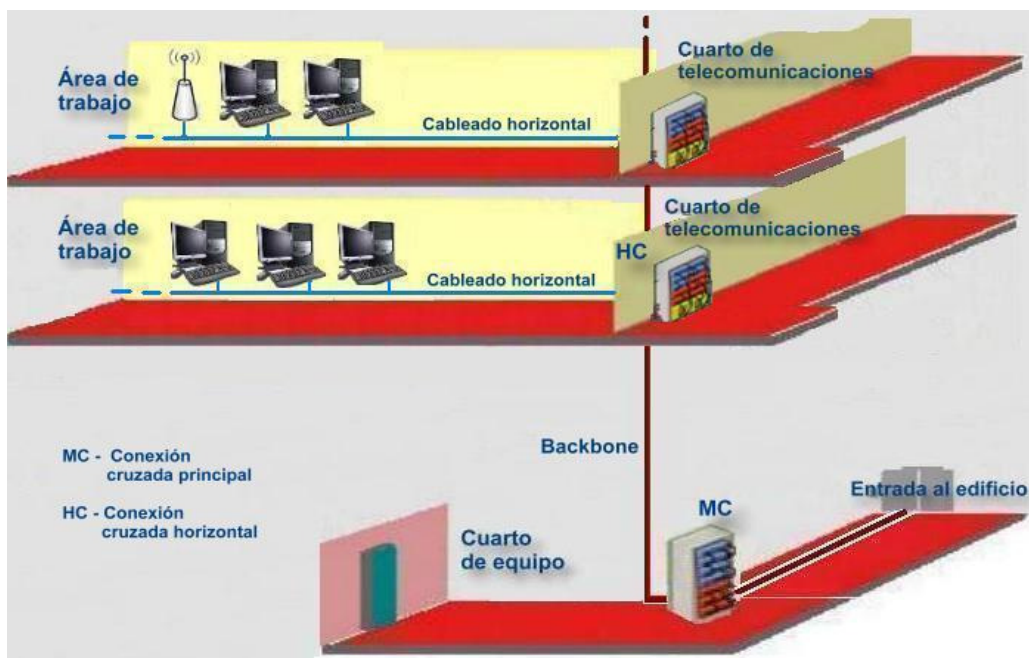 Cuarto de
telecomunicaciones
Área de
trabajo
Cableado horizontal
Cuarto de
telecomunicaciones
Área de
trabajo
HC
Cableado horizontal
Backbone
MC - Conexión
cruzada principal
Entrada al edificio
MC
HC - Conexión
cruzada horizontal
Cuarto
de equipo